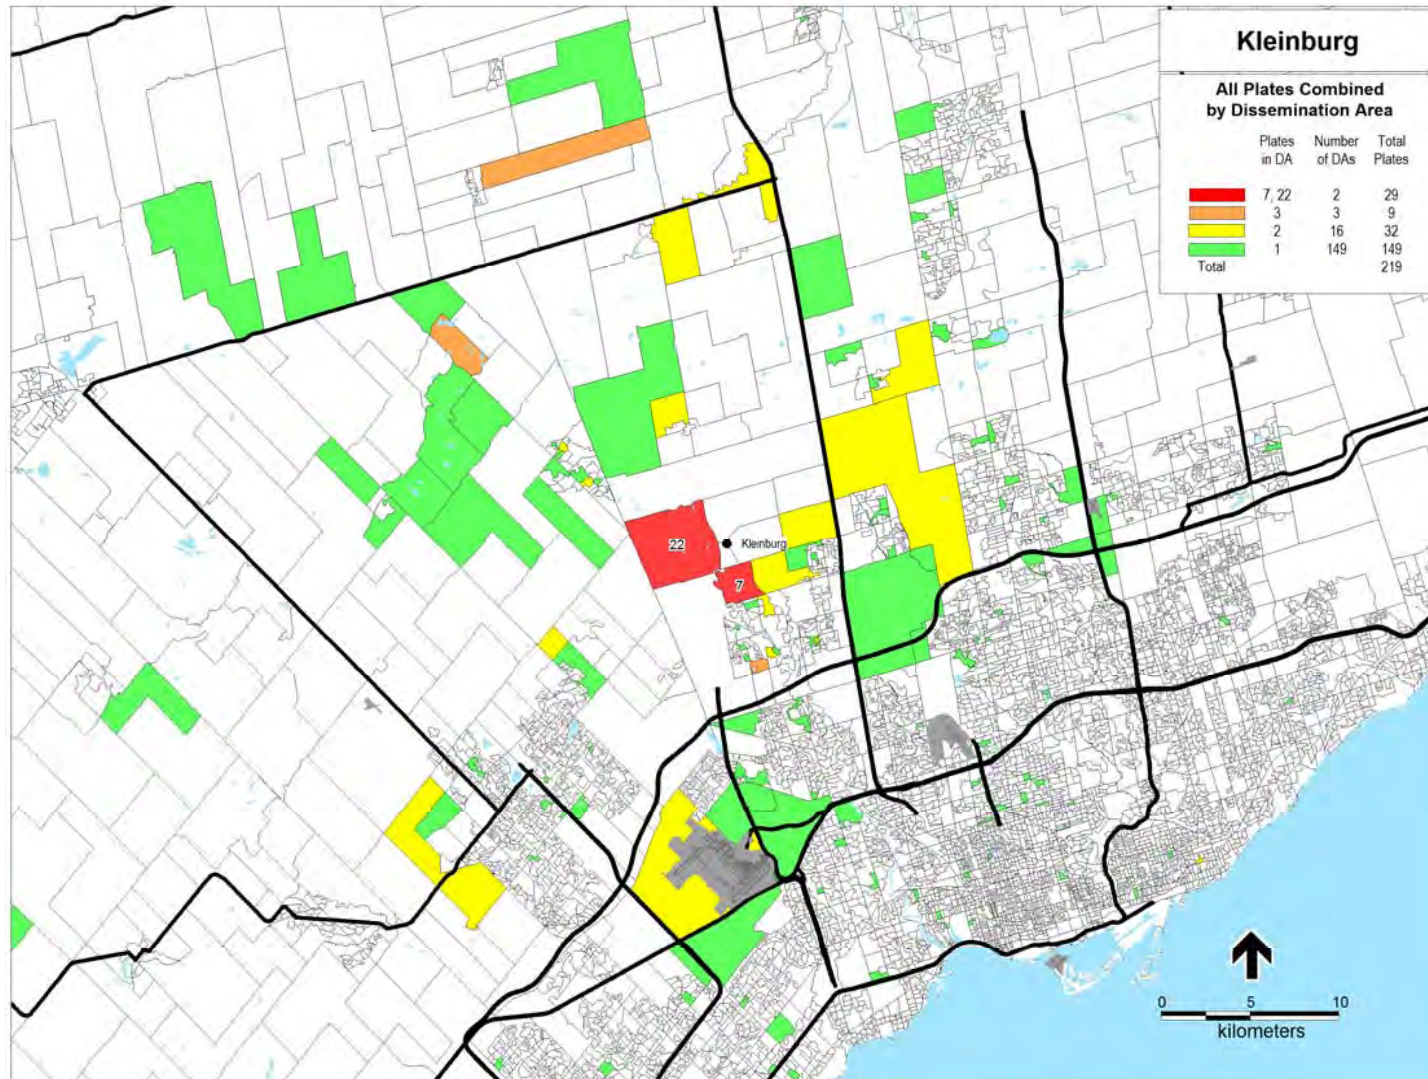 Kleinburg
All Plates Combined
by Dissemination Area
Plates Number Total
in DA of DAs Plates
7, 22 2 29
3 3 9
2 16 32
1 149 149
Total 219
22
Kleinburg
7
0 5 10
kilometers